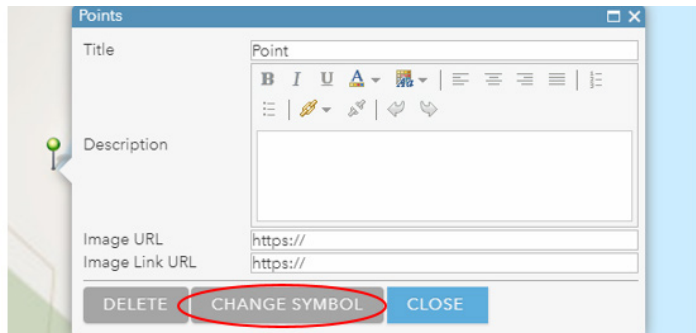 Points
Title Point
B I U A
Description
Image URL https://
Image Link URL https://
DELETE CHANGE SYMBOL CLOSE